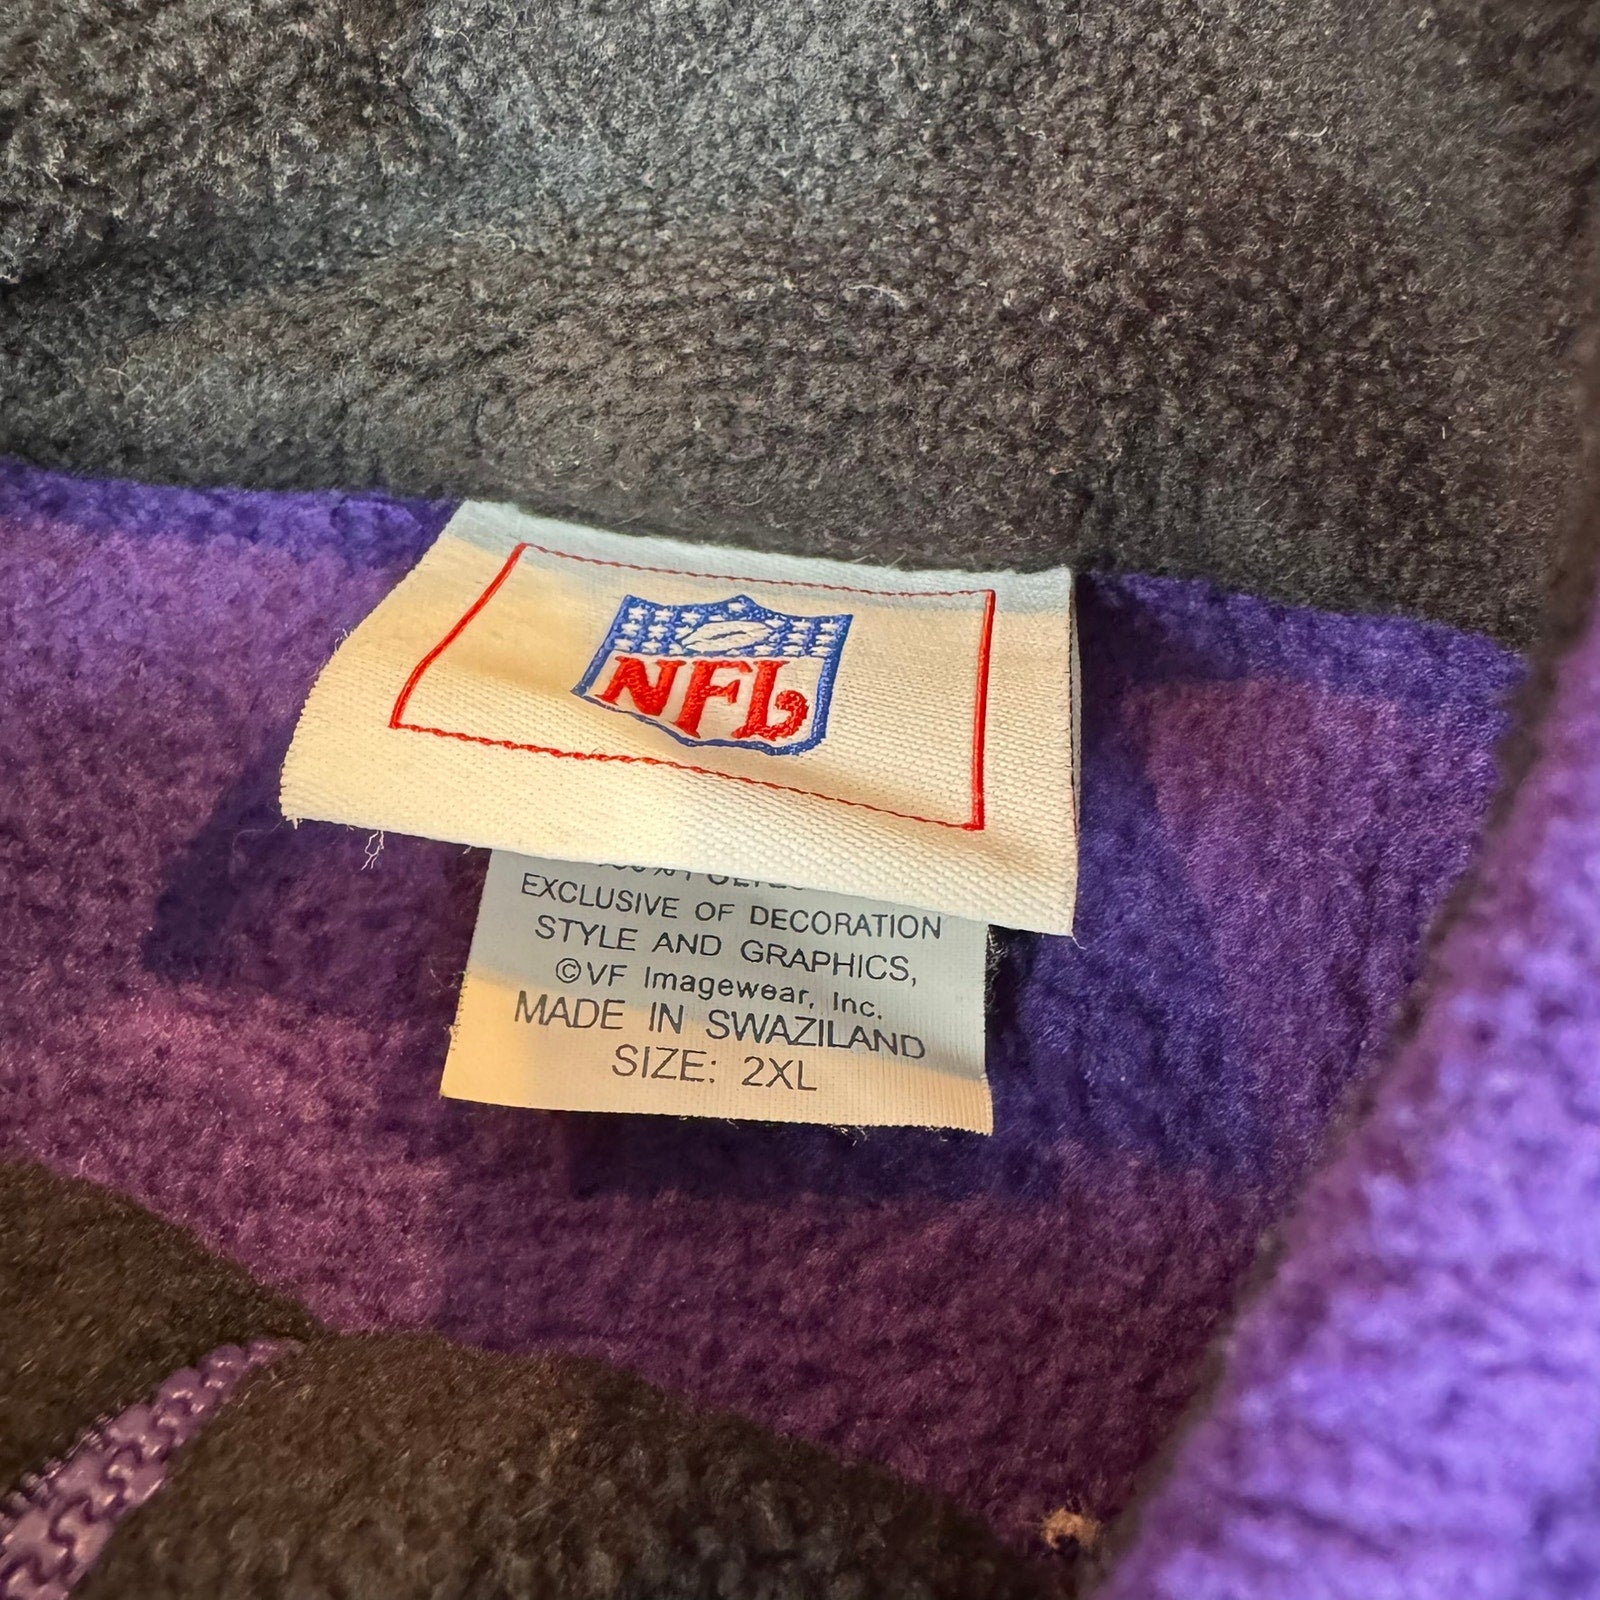 NFL
EXCLUSIVE OF DECORATION
STYLE AND GRAPHICS,
©VF Imagewear, Inc.
MADE IN SWAZILAND
SIZE: 2XL